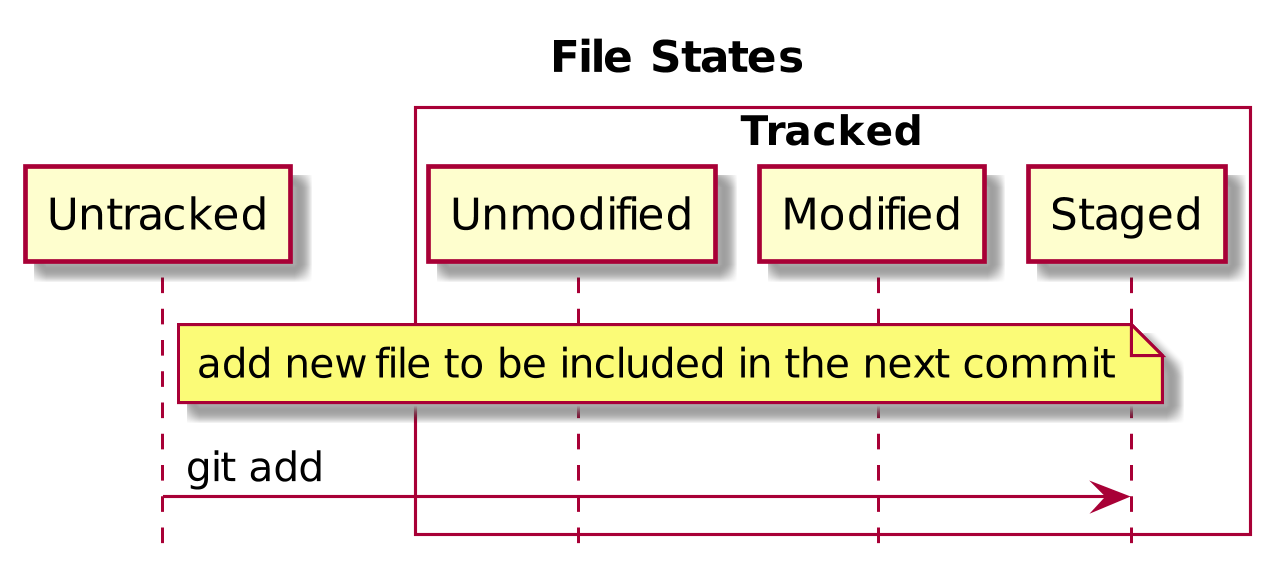 File States
Tracked
Untracked
Unmodified
Modified
Staged
add new file to be included in the next commit
git add